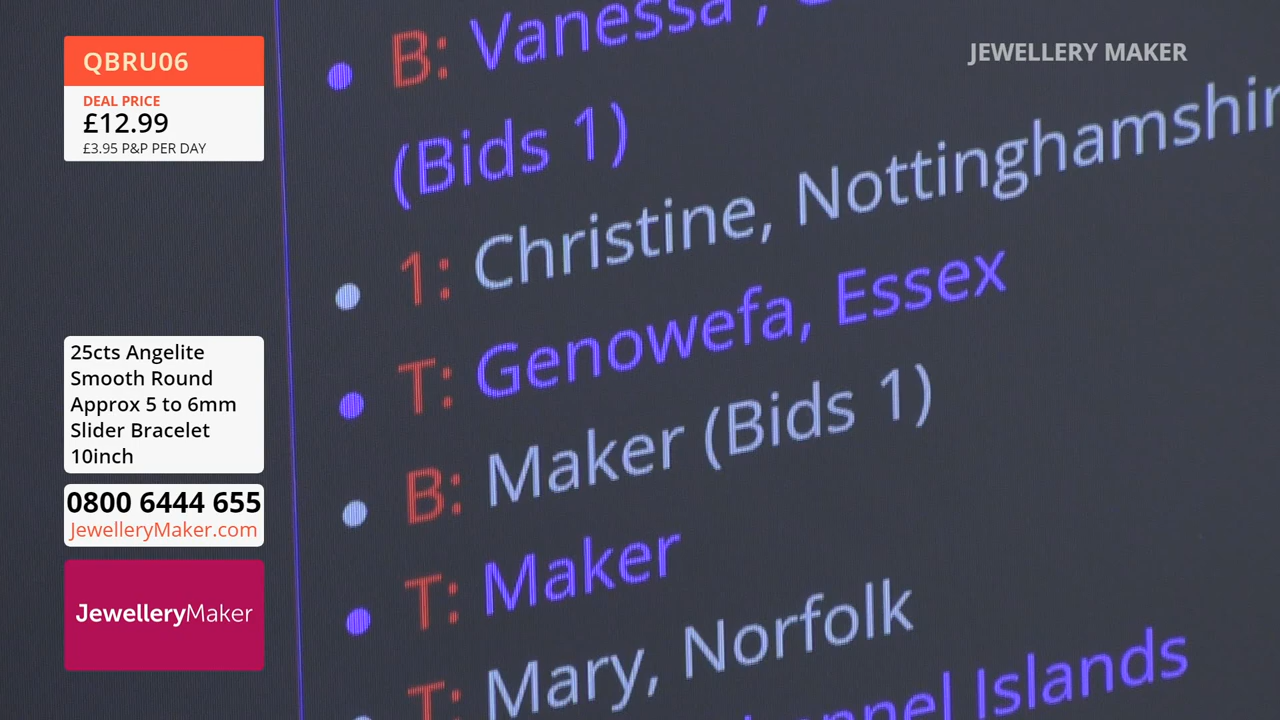 QBRU06
DEAL PRICE
£12.99
£3.95 P&P PER DAY
25cts Angelite
Smooth Round
Approx 5 to 6mm
Slider Bracelet
10inch
0800 6444 655
JewelleryMaker.com
JewelleryMaker
JEWELLERY MAKER
B: Vanessa ,
(Bids 1)
1: Christine, Nottinghamshir
T: Genowefa, Essex
B: Maker (Bids 1)
T: Maker
T: Mary, Norfolk
Islands